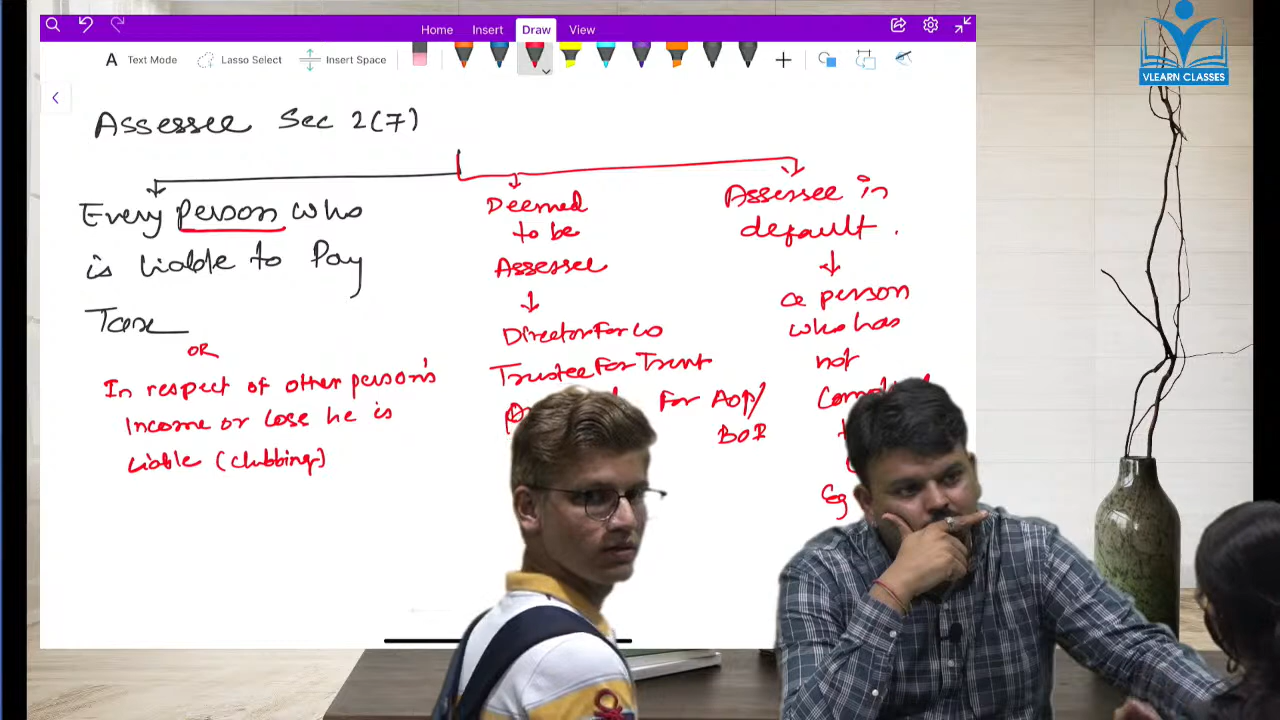 Home Insert Draw View
Text Mode Lasso Select Insert Space
VLEARN CLASSES
Assessee Sec 2(7)
Every person who
is liable to Pay
Tax
OR
In respect of other person's
Income or Loss he is
Liable (clubbing)
Deemed
to be
Assessee
Director For Co
Trustee For Trust
For AOP/
BOI
Assessee in
default.
a person
who has
not
Eg